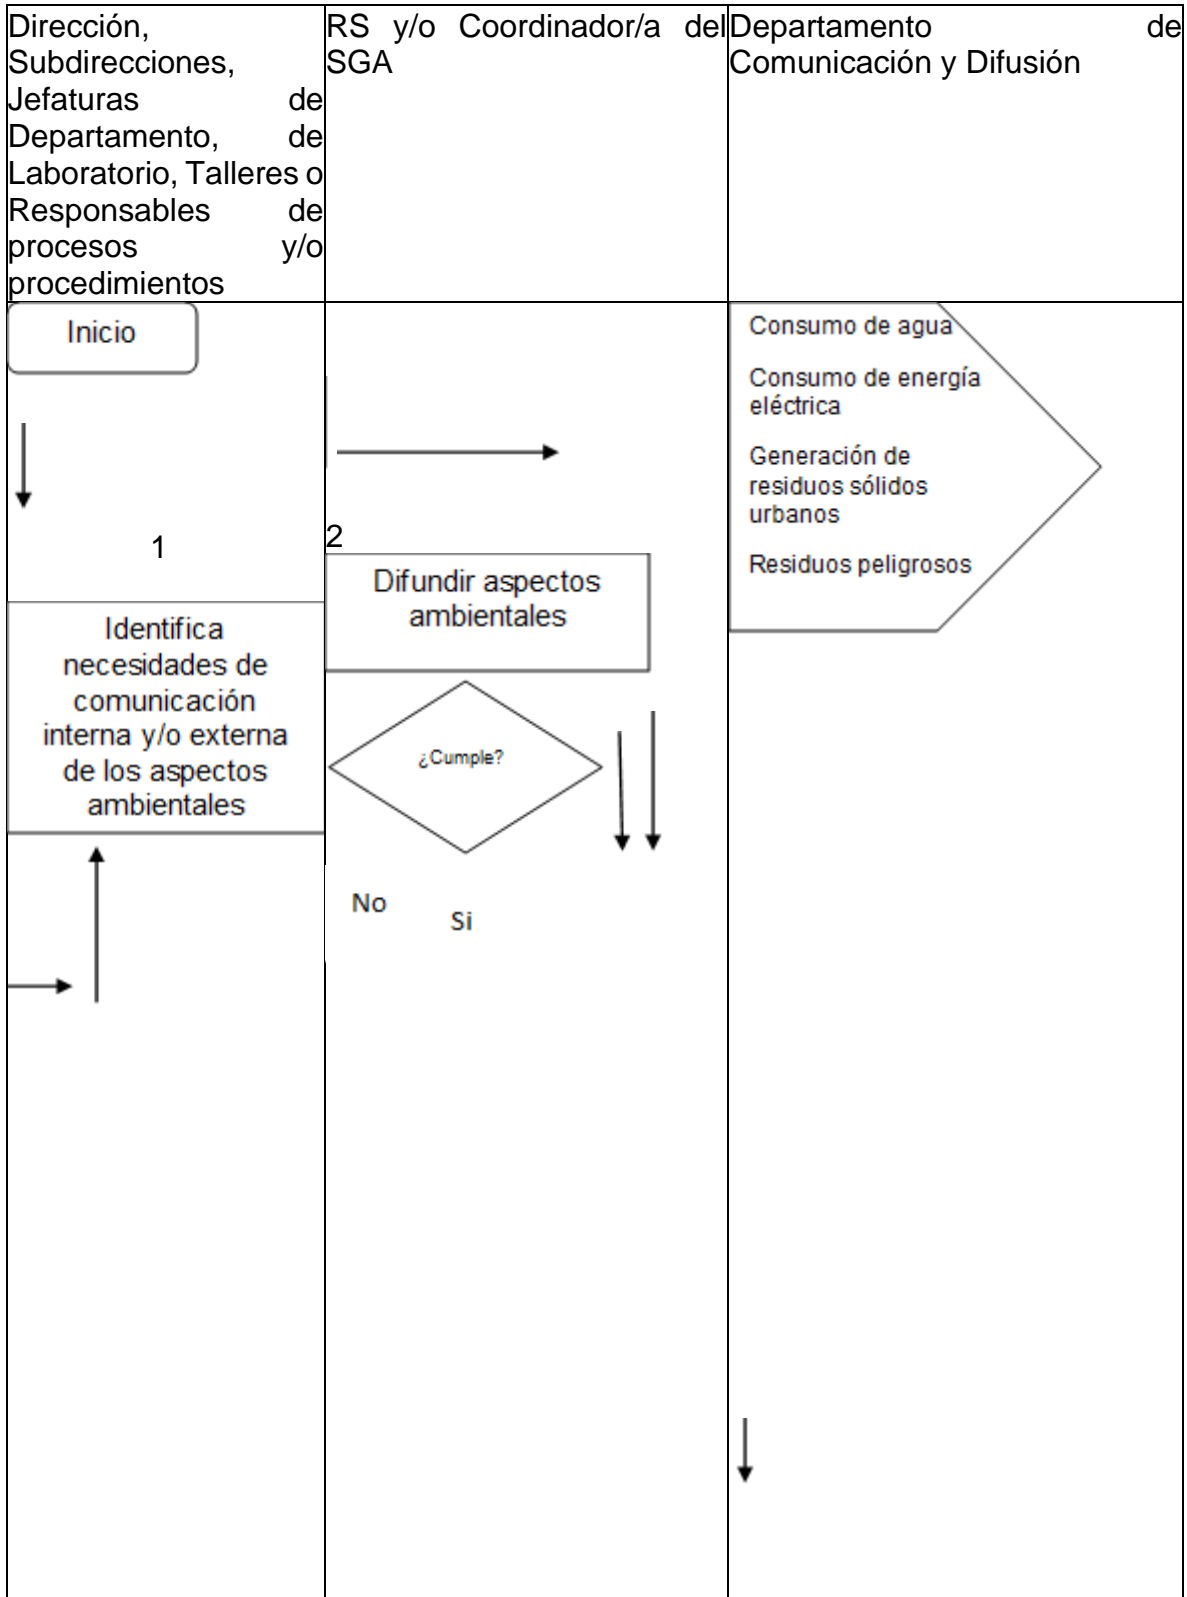 Dirección,
Subdirecciones,
Jefaturas de
Departamento, de
Laboratorio, Talleres o
Responsables de
procesos y/o
procedimientos
RS y/o Coordinador/a del
SGA
Departamento de
Comunicación y Difusión
Inicio
1
Identifica
necesidades de
comunicación
interna y/o externa
de los aspectos
ambientales
2
Difundir aspectos
ambientales
¿Cumple?
No
Si
Consumo de agua
Consumo de energía
eléctrica
Generación de
residuos sólidos
urbanos
Residuos peligrosos